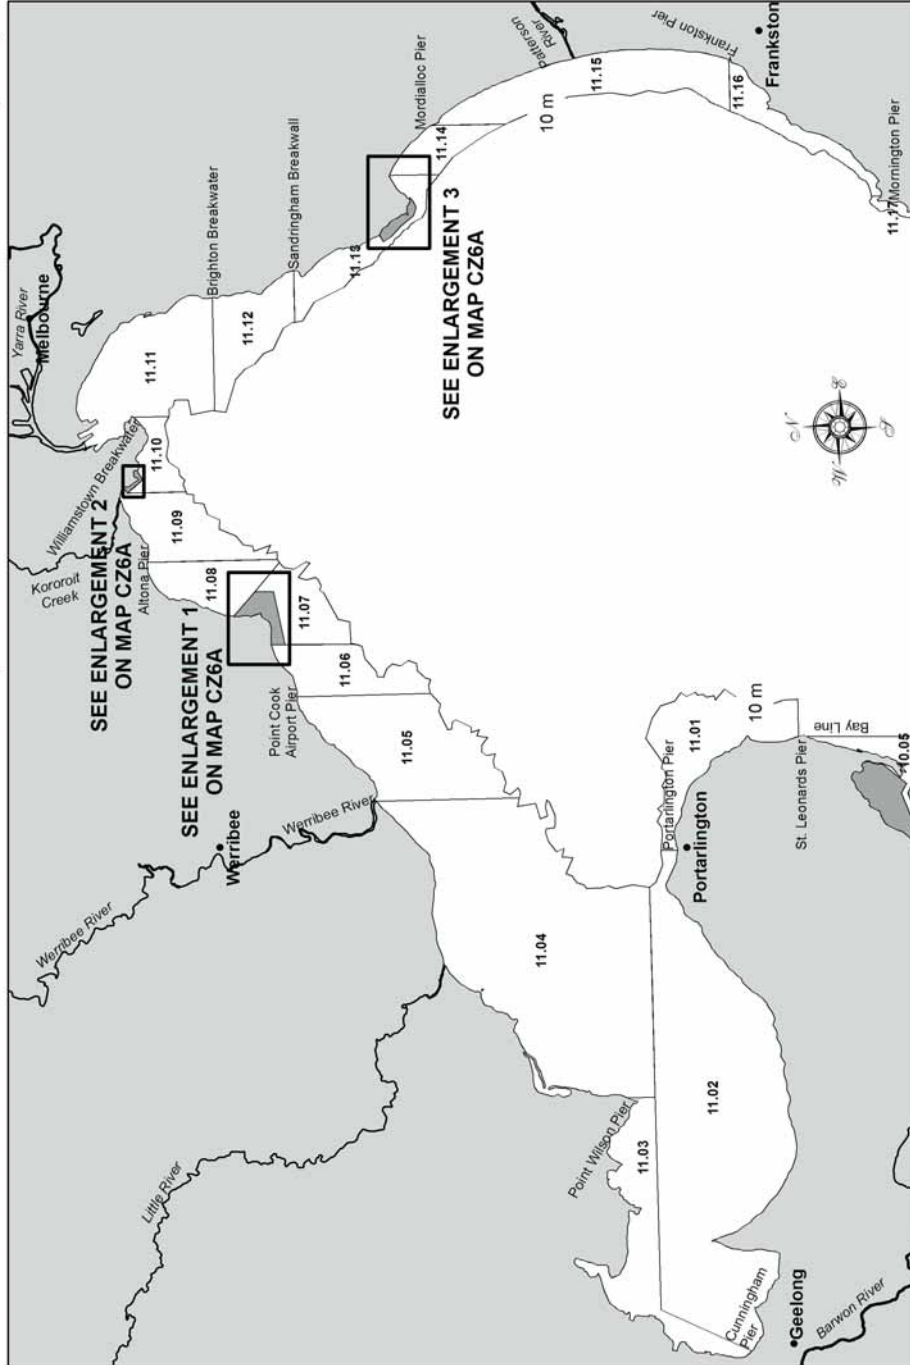 Yarra River
Melbourne
Kororoit
Creek
Williamstown Breakwater
SEE ENLARGEMENT 2
ON MAP CZ6A
Altona Pier
SEE ENLARGEMENT 1
ON MAP CZ6A
Point Cook
Airport Pier
Werribee River
Werribee
Werribee River
Little River
Brighton Breakwater
Sandringham Breakwall
Mordialloc Pier
Patterson
River
Frankston Pier
Frankston
Mornington Pier
SEE ENLARGEMENT 3
ON MAP CZ6A
10 m
11.11
11.12
11.13
11.14
11.15
11.16
11.17
11.10
11.09
11.08
11.07
11.06
11.05
11.04
11.03
11.02
11.01
10.05
10 m
Bay Line
Portarlington Pier
Portarlington
St. Leonards Pier
Point Wilson Pier
Cunningham
Pier
Geelong
Barwon River
N